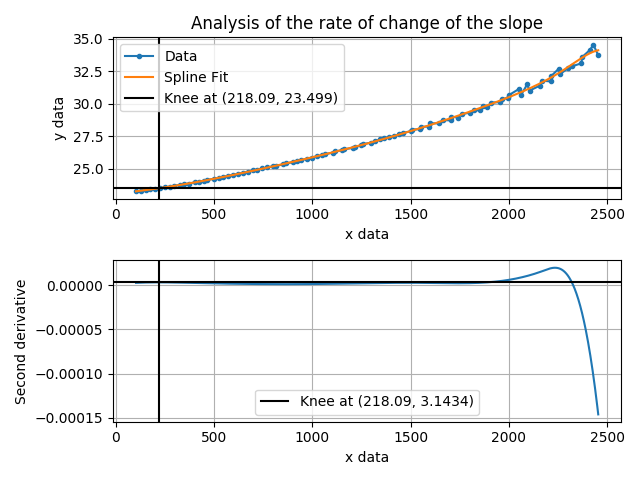 Analysis of the rate of change of the slope
35.0
32.5
30.0
27.5
25.0
y data
Data
Spline Fit
Knee at (218.09, 23.499)
0 500 1000 1500 2000 2500
x data
0.00000
−0.00005
−0.00010
−0.00015
Second derivative
Knee at (218.09, 3.1434)
0 500 1000 1500 2000 2500
x data